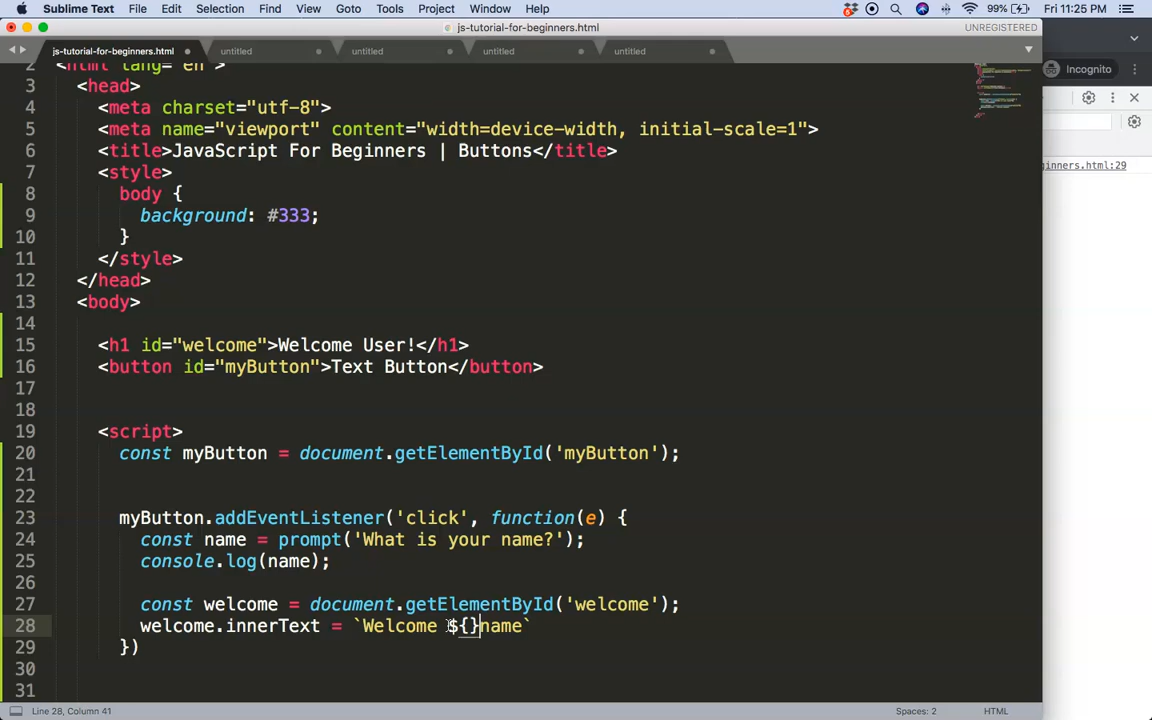 Sublime Text File Edit Selection Find View Goto Tools Project Window Help 99% Fri 11:25 PM
js-tutorial-for-beginners.html UNREGISTERED
js-tutorial-for-beginners.html untitled untitled untitled untitled
Incognito
2 <html lang="en">
3 <head>
4 <meta charset="utf-8">
5 <meta name="viewport" content="width=device-width, initial-scale=1">
6 <title>JavaScript For Beginners | Buttons</title>
7 <style>
8 body {
9 background: #333;
10 }
11 </style>
12 </head>
13 <body>
14
15 <h1 id="welcome">Welcome User!</h1>
16 <button id="myButton">Text Button</button>
17
18
19 <script>
20 const myButton = document.getElementById('myButton');
21
22
23 myButton.addEventListener('click', function(e) {
24 const name = prompt('What is your name?');
25 console.log(name);
26
27 const welcome = document.getElementById('welcome');
28 welcome.innerText = `Welcome ${}name`
29 })
30
31
ginners.html:29
Line 28, Column 41 Spaces: 2 HTML